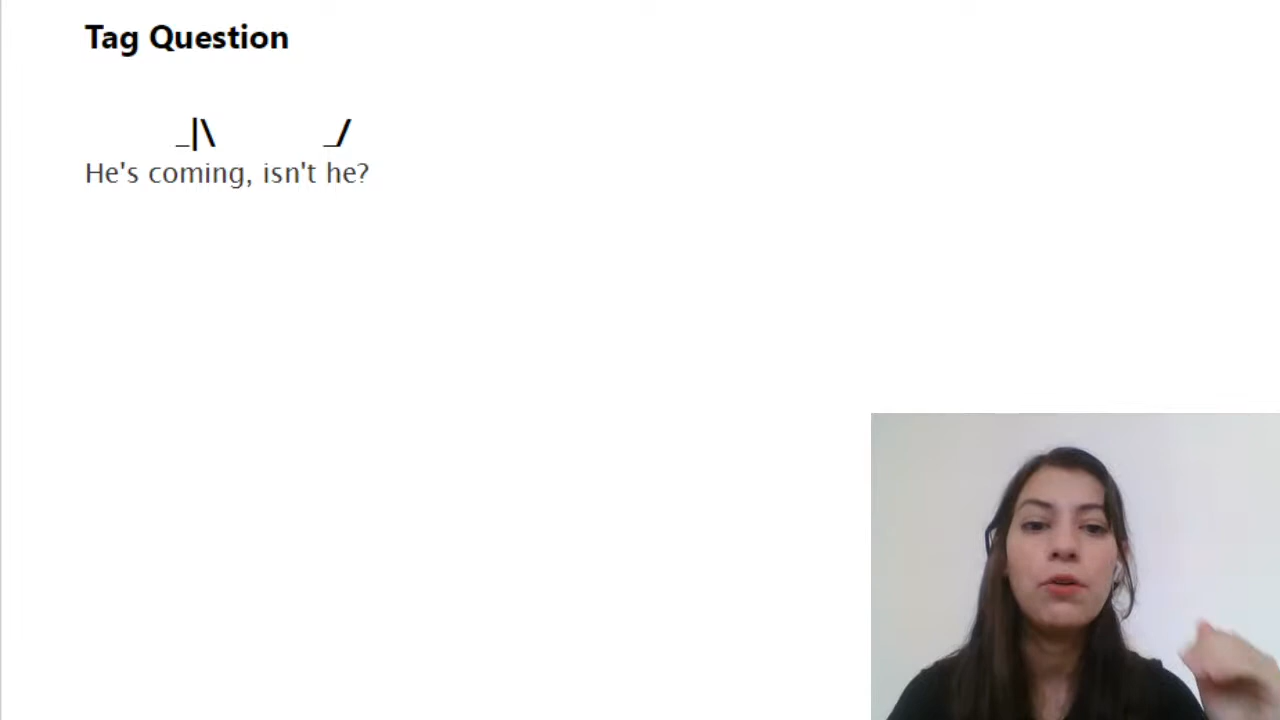 Tag Question
_|\ _/
He's coming, isn't he?